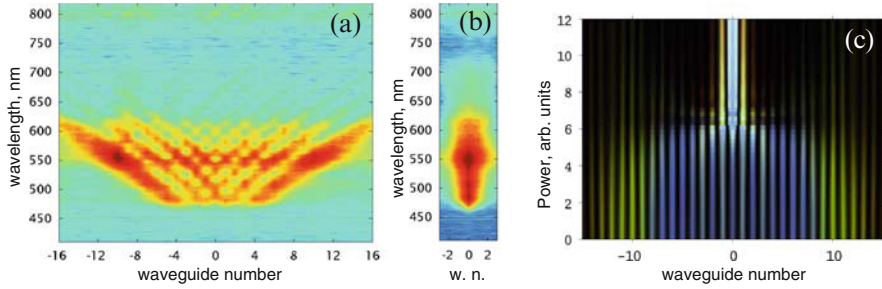 (a)
wavelength, nm
800
750
700
650
600
550
500
450
-16 -12 -8 -4 0 4 8 12 16
waveguide number
(b)
wavelength, nm
800
750
700
650
600
550
500
450
-2 0 2
w. n.
(c)
Power, arb. units
12
10
8
6
4
2
0
−10 0 10
waveguide number